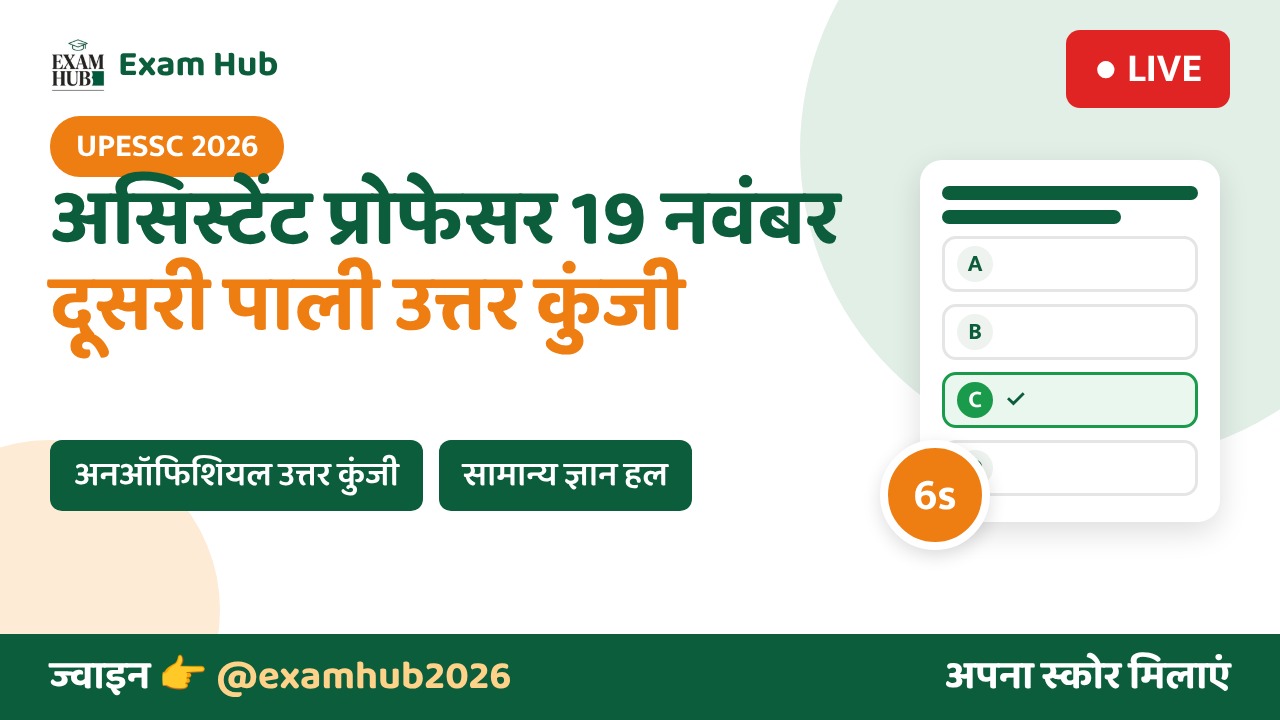 EXAM
HUB
Exam Hub
LIVE
UPESSC 2026
असिस्टेंट प्रोफेसर 19 नवंबर
दूसरी पाली उत्तर कुंजी
A
B
C
6s
अनऑफिशियल उत्तर कुंजी
सामान्य ज्ञान हल
ज्वाइन 👉 @examhub2026
अपना स्कोर मिलाएं